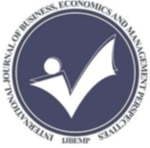 INTERNATIONAL JOURNAL OF BUSINESS, ECONOMICS AND MANAGEMENT PERSPECTIVES
IJBEMP